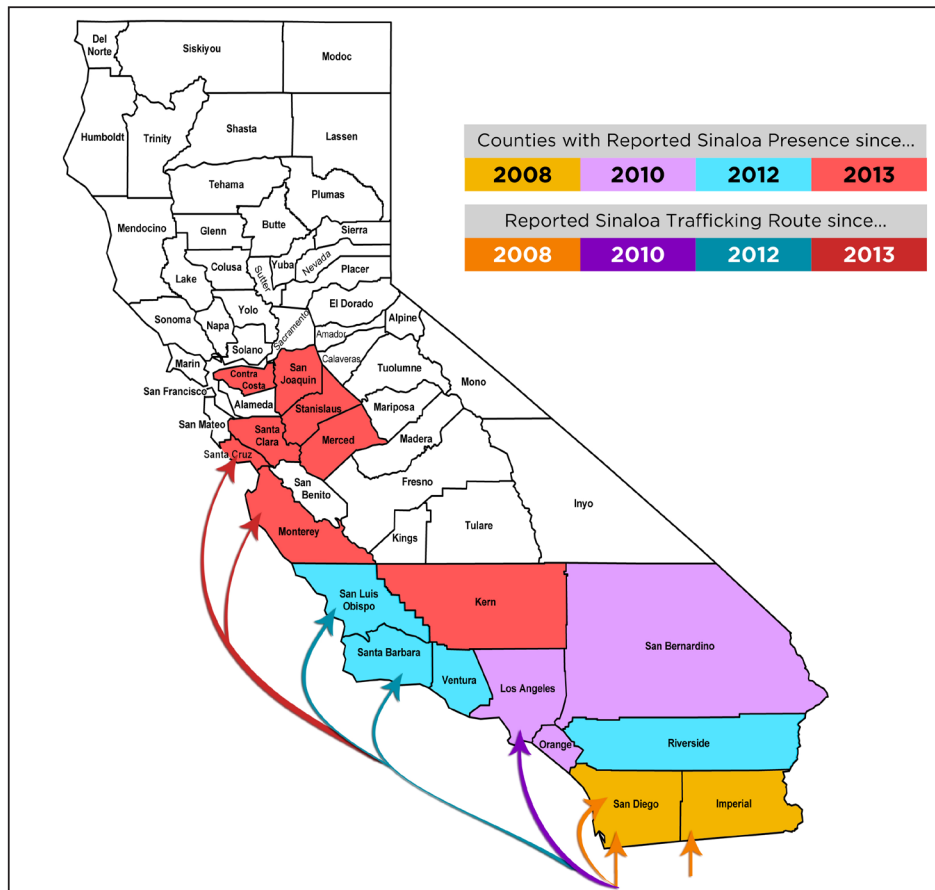 Del
Norte
Siskiyou
Modoc
Humboldt
Trinity
Shasta
Lassen
Counties with Reported Sinaloa Presence since...
2008 2010 2012 2013
Reported Sinaloa Trafficking Route since...
2008 2010 2012 2013
Tehama
Plumas
Mendocino
Glenn
Butte
Sierra
Lake
Colusa
Sutter
Yuba
Nevada
Placer
Sonoma
Napa
Yolo
Solano
Sacramento
El Dorado
Amador
Alpine
Calaveras
Marin
Contra
Costa
San
Joaquin
Tuolumne
Mono
San Francisco
Alameda
Stanislaus
Mariposa
San Mateo
Santa
Clara
Merced
Madera
Santa Cruz
San
Benito
Fresno
Inyo
Monterey
Kings
Tulare
San Luis
Obispo
Kern
San Bernardino
Santa Barbara
Ventura
Los Angeles
Orange
Riverside
San Diego
Imperial